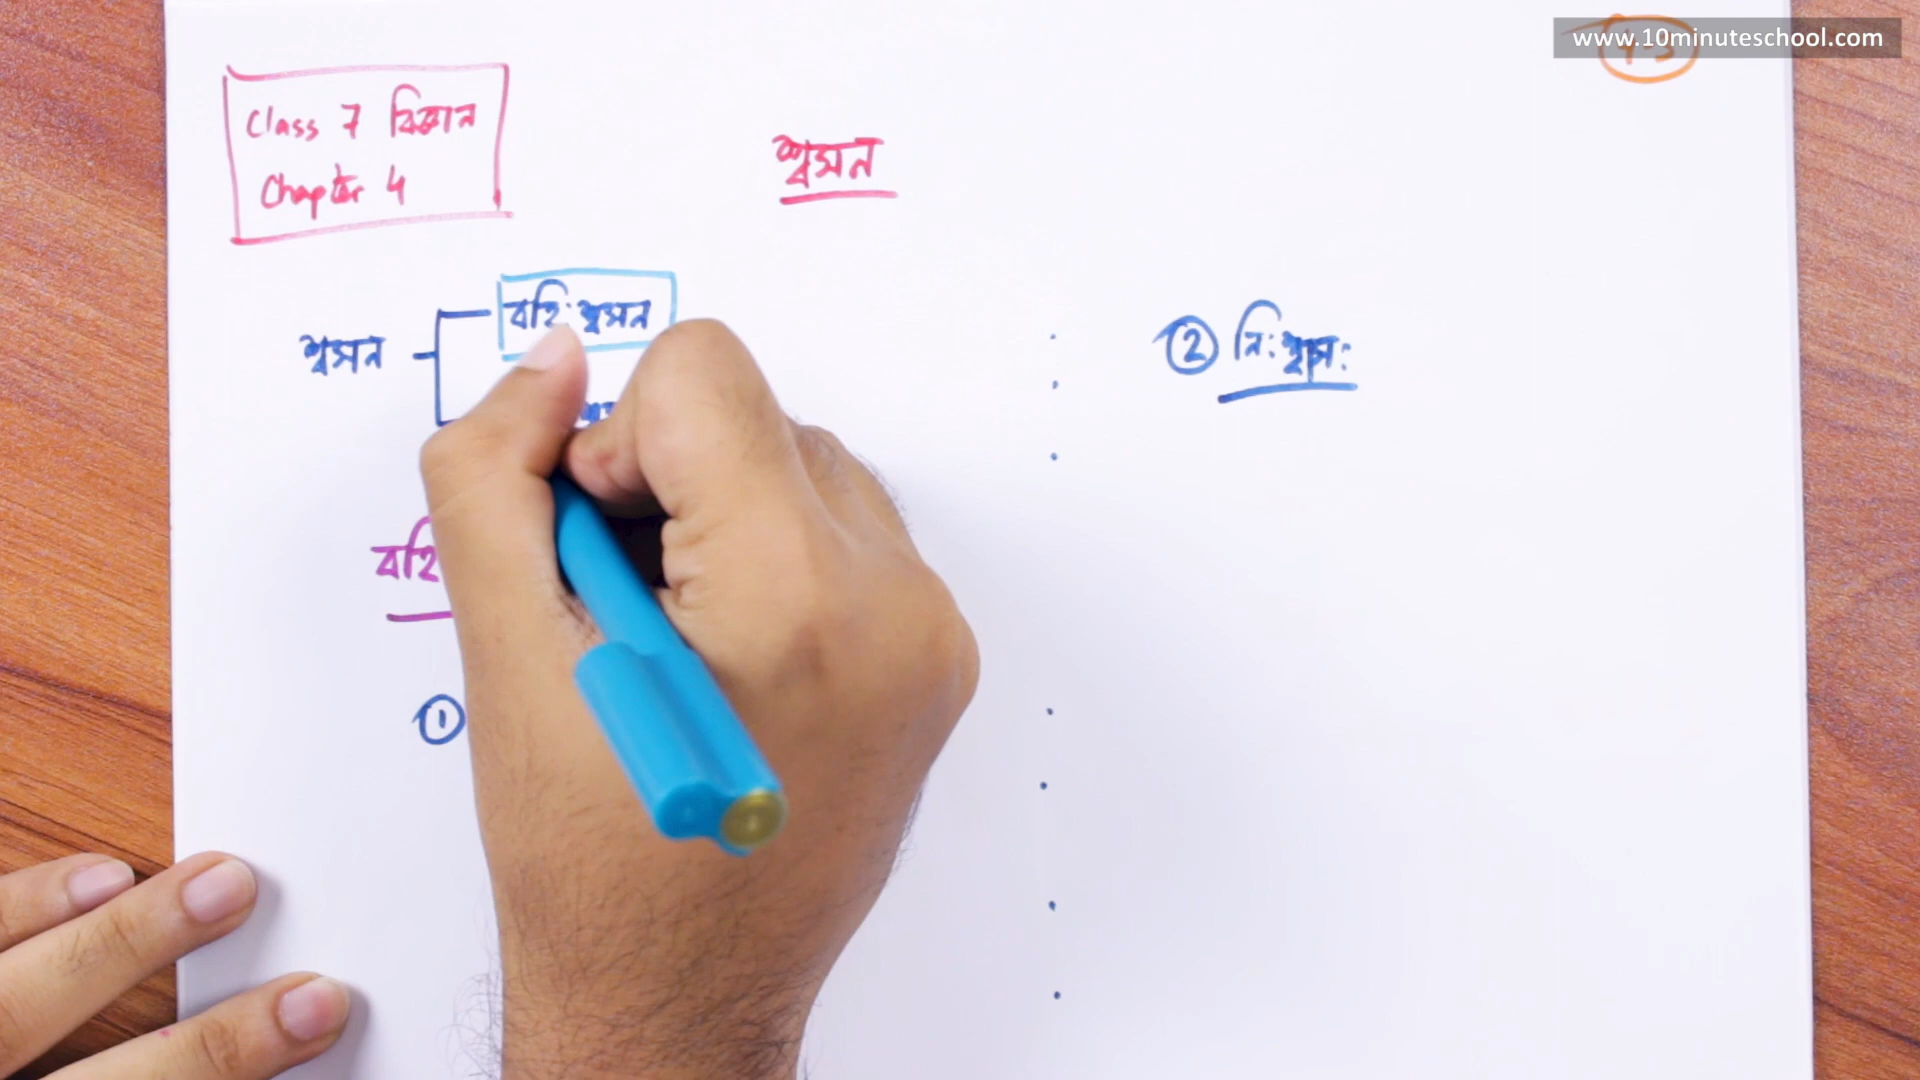 www.10minuteschool.com
Class 7 বিজ্ঞান
Chapter 4
শ্বসন
বহিঃশ্বসন
শ্বসন
② নিঃশ্বাস:
①